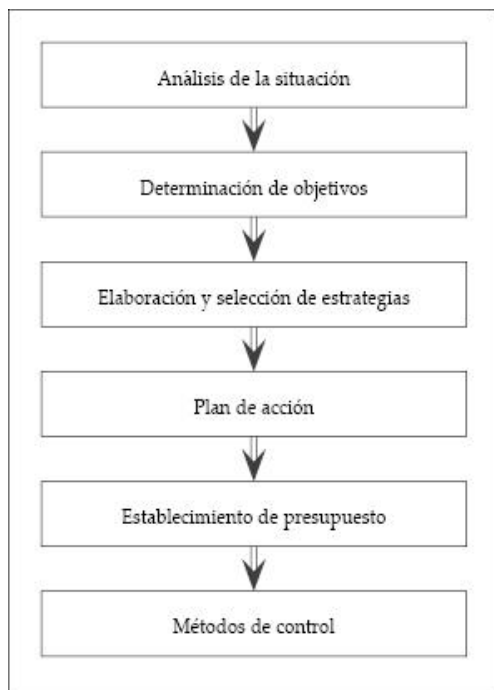 Análisis de la situación
Determinación de objetivos
Elaboración y selección de estrategias
Plan de acción
Establecimiento de presupuesto
Métodos de control